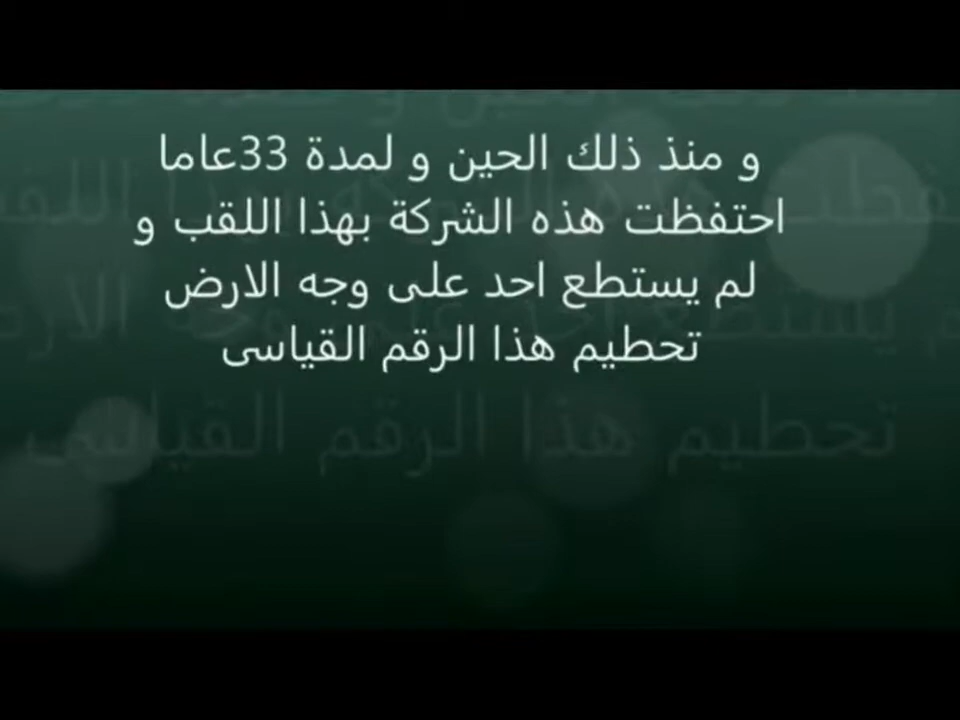 و منذ ذلك الحين و لمدة 33عاما
احتفظت هذه الشركة بهذا اللقب و
لم يستطع احد على وجه الارض
تحطيم هذا الرقم القياسى